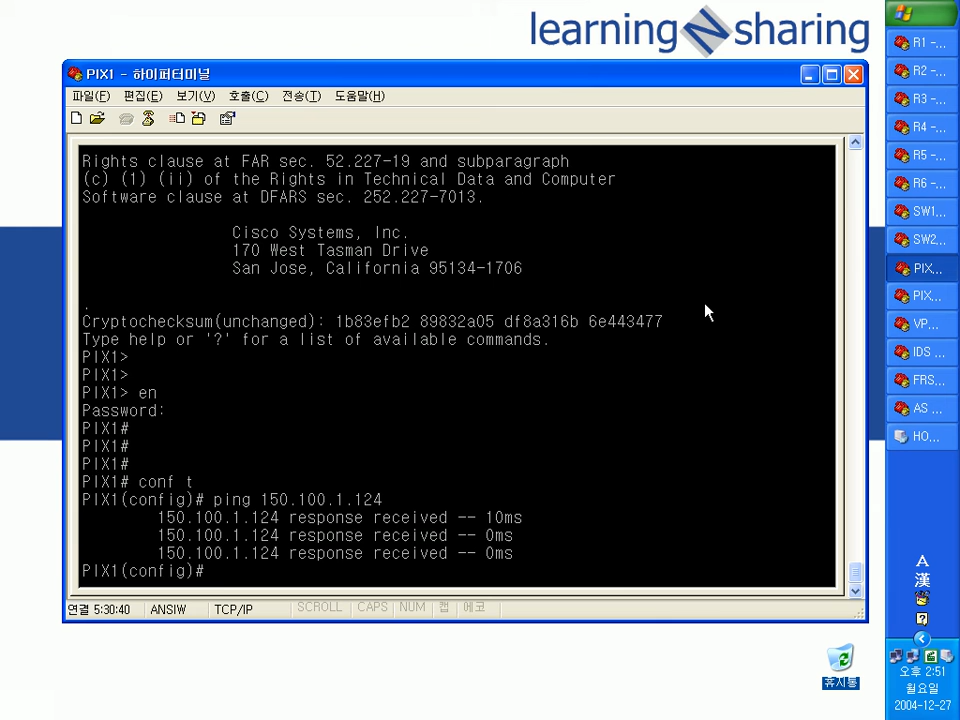 learning N sharing
PIX1 - 하이퍼터미널
파일(F) 편집(E) 보기(V) 호출(C) 전송(T) 도움말(H)
Rights clause at FAR sec. 52.227-19 and subparagraph
(c) (1) (ii) of the Rights in Technical Data and Computer
Software clause at DFARS sec. 252.227-7013.
Cisco Systems, Inc.
170 West Tasman Drive
San Jose, California 95134-1706
.
Cryptochecksum(unchanged): 1b83efb2 89832a05 df8a316b 6e443477
Type help or '?' for a list of available commands.
PIX1>
PIX1>
PIX1> en
Password:
PIX1#
PIX1#
PIX1#
PIX1# conf t
PIX1(config)# ping 150.100.1.124
150.100.1.124 response received -- 10ms
150.100.1.124 response received -- 0ms
150.100.1.124 response received -- 0ms
PIX1(config)#
연결 5:30:40 ANSIW TCP/IP SCROLL CAPS NUM 캡 에코
휴지통
R1 -...
R2 -...
R3 -...
R4 -...
R5 -...
R6 -...
SW1...
SW2...
PIX...
PIX...
VP...
IDS ...
FRS...
AS ...
HO...
A
漢
오후 2:51
월요일
2004-12-27